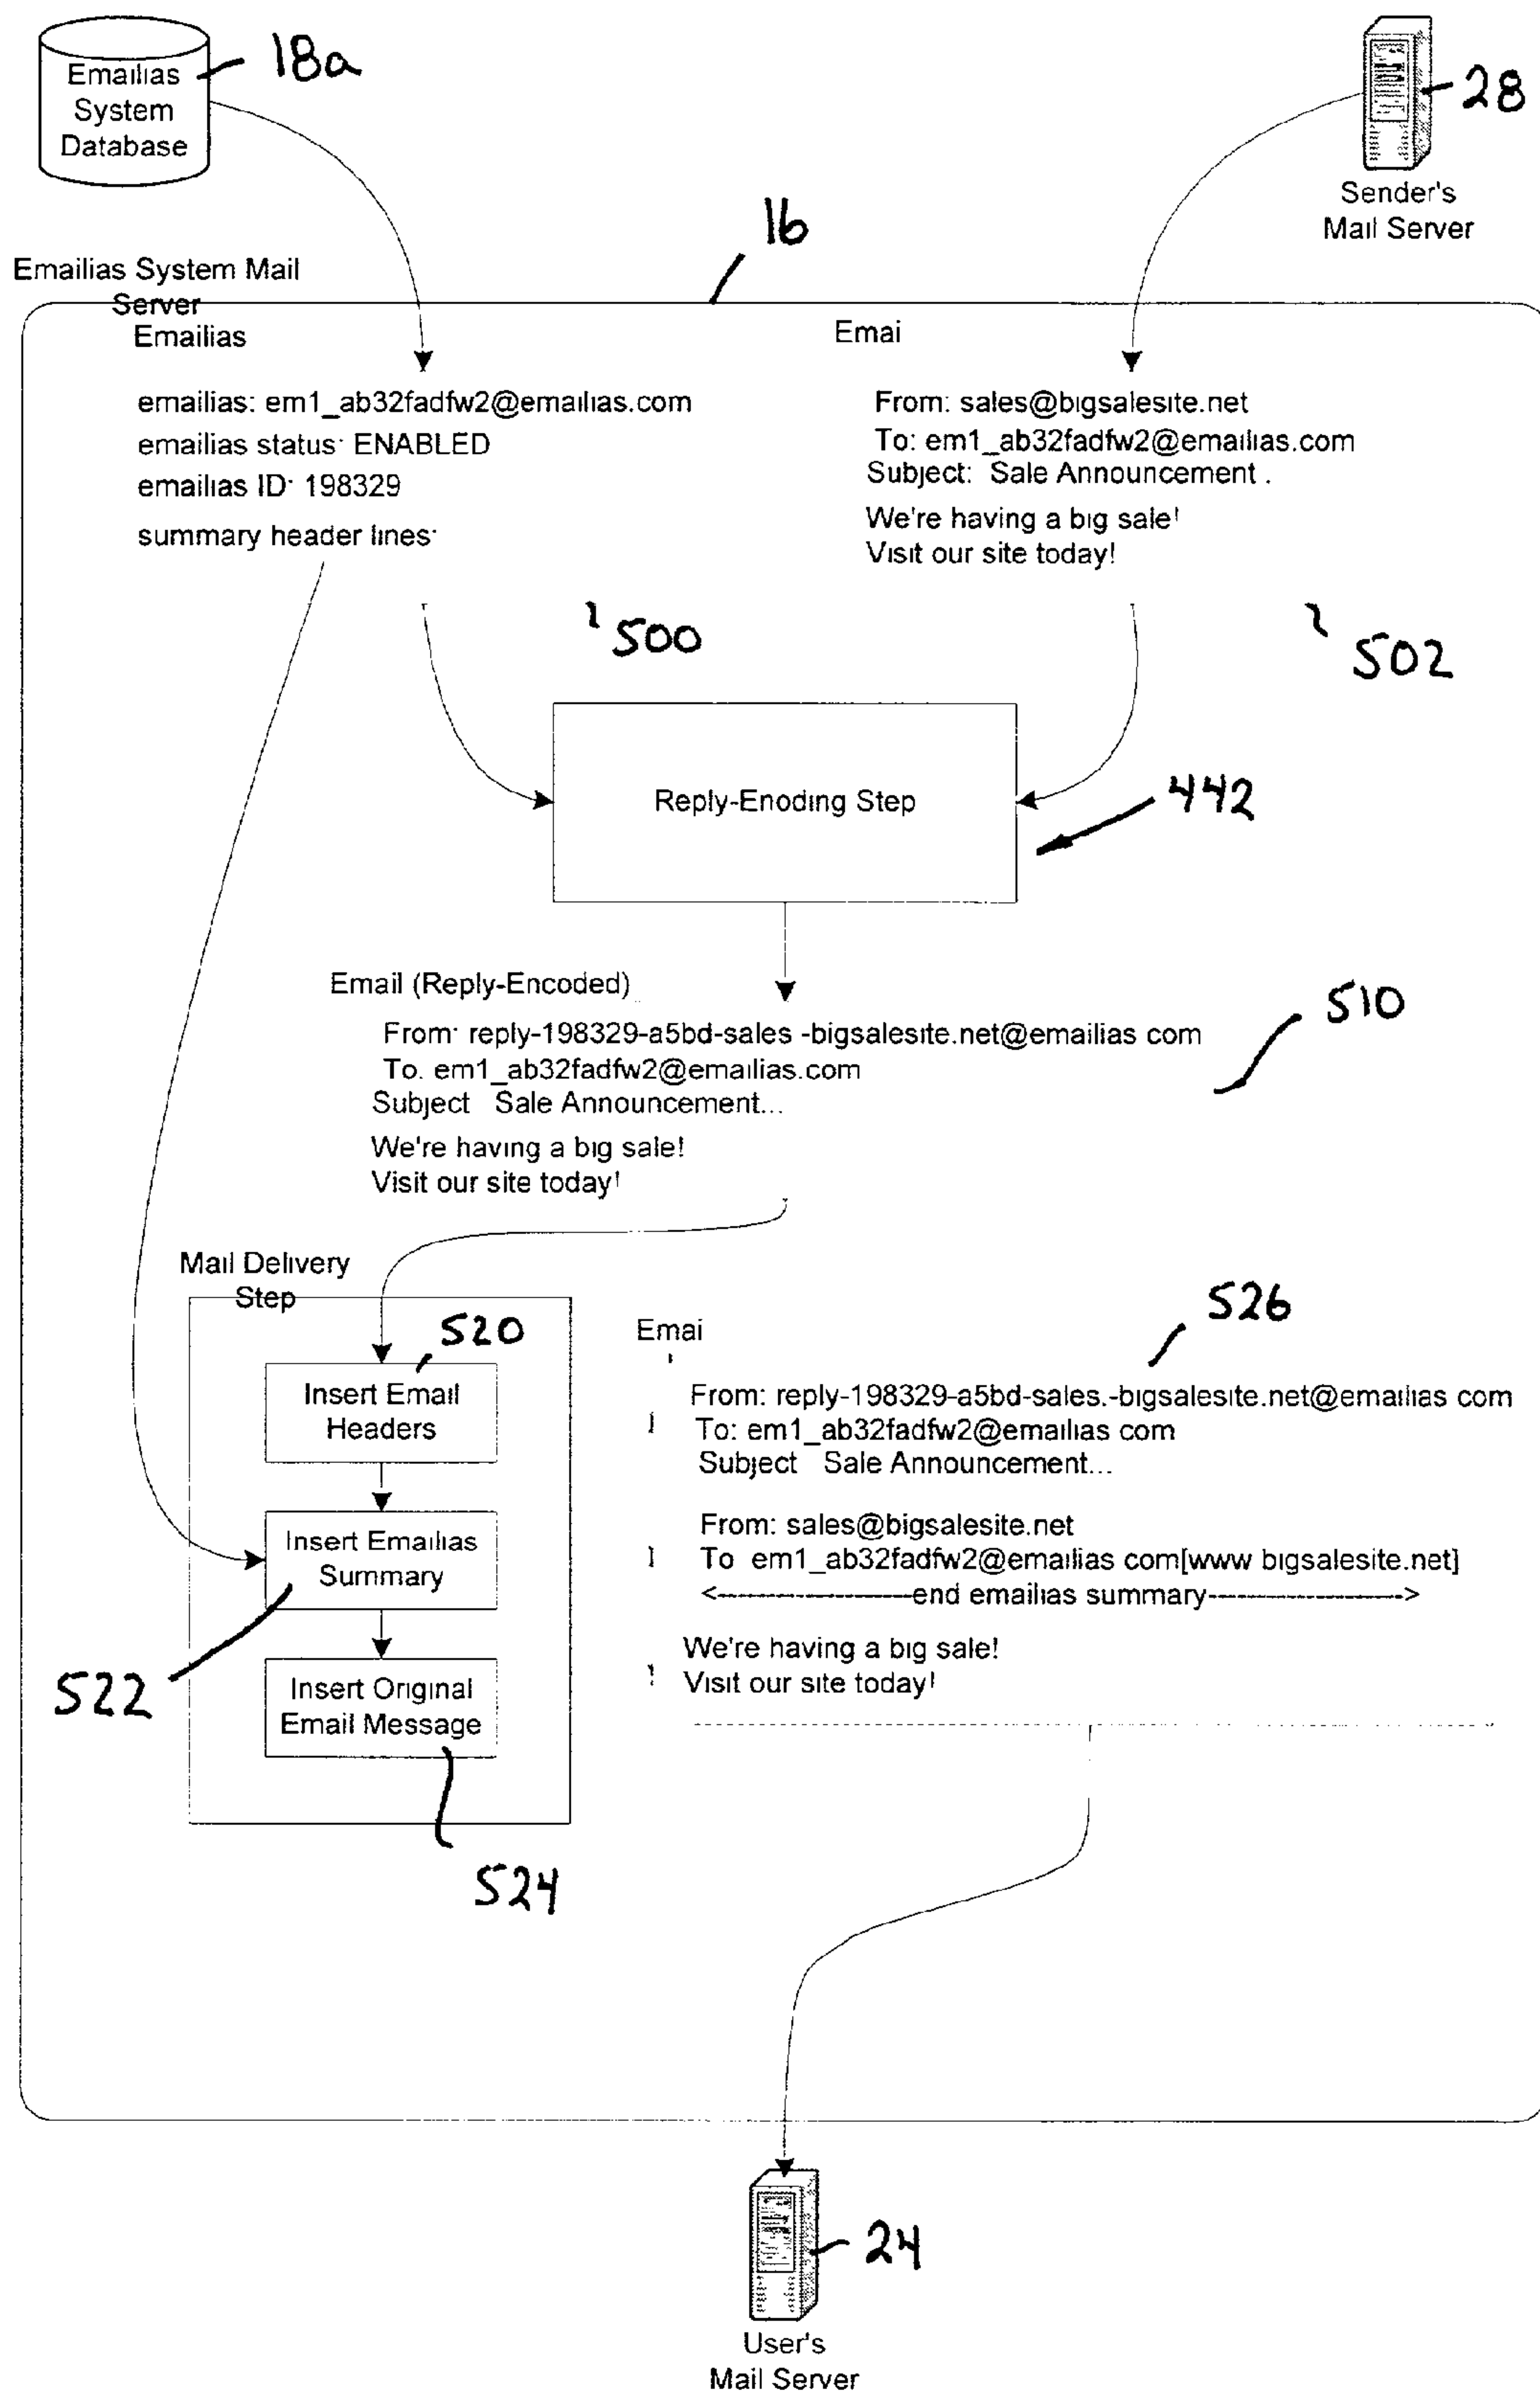 Emailias
System
Database
18a
28
Sender's
Mail Server
16
Emailias System Mail
Server
Emailias
Emai
emailias: em1_ab32fadfw2@emailias.com
emailias status: ENABLED
emailias ID: 198329
summary header lines:
From: sales@bigsalesite.net
To: em1_ab32fadfw2@emailias.com
Subject: Sale Announcement .
We're having a big sale!
Visit our site today!
500
502
Reply-Enoding Step
442
Email (Reply-Encoded)
510
From: reply-198329-a5bd-sales -bigsalesite.net@emailias com
To. em1_ab32fadfw2@emailias.com
Subject Sale Announcement...
We're having a big sale!
Visit our site today!
Mail Delivery
Step
520
Insert Email
Headers
Insert Emailias
Summary
522
Insert Original
Email Message
524
Emai
526
From: reply-198329-a5bd-sales.-bigsalesite.net@emailias com
To: em1_ab32fadfw2@emailias com
Subject Sale Announcement...
From: sales@bigsalesite.net
To em1_ab32fadfw2@emailias com[www bigsalesite.net]
<------------------end emailias summary------------------>
We're having a big sale!
Visit our site today!
24
User's
Mail Server